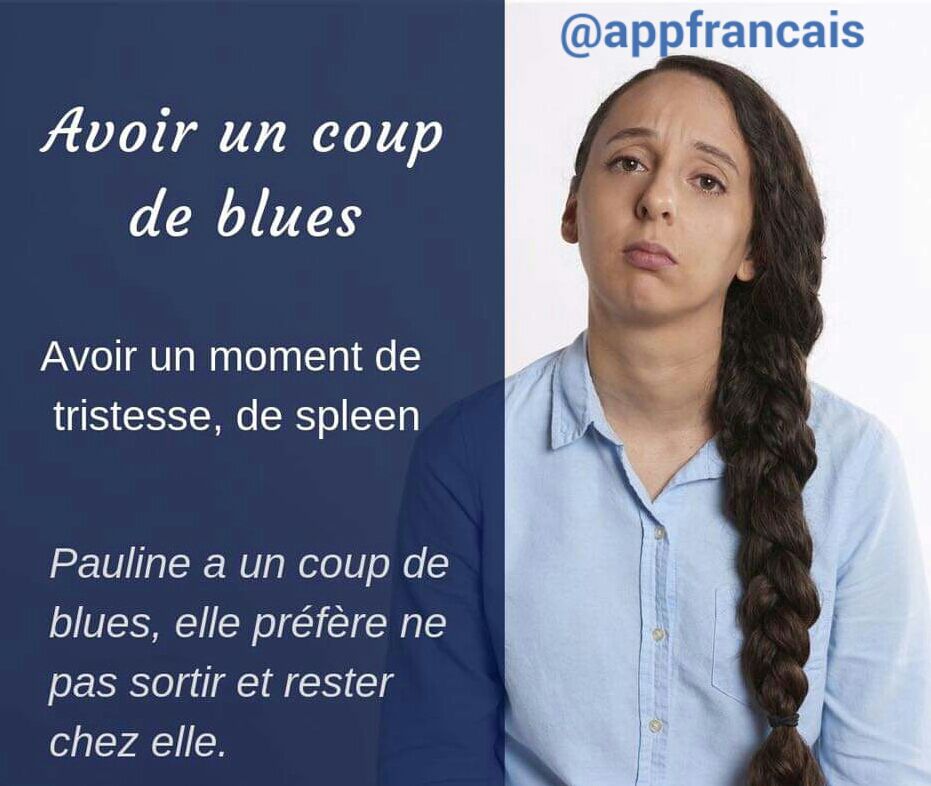 @appfrancais
Avoir un coup
de blues
Avoir un moment de
tristesse, de spleen
Pauline a un coup de
blues, elle préfère ne
pas sortir et rester
chez elle.